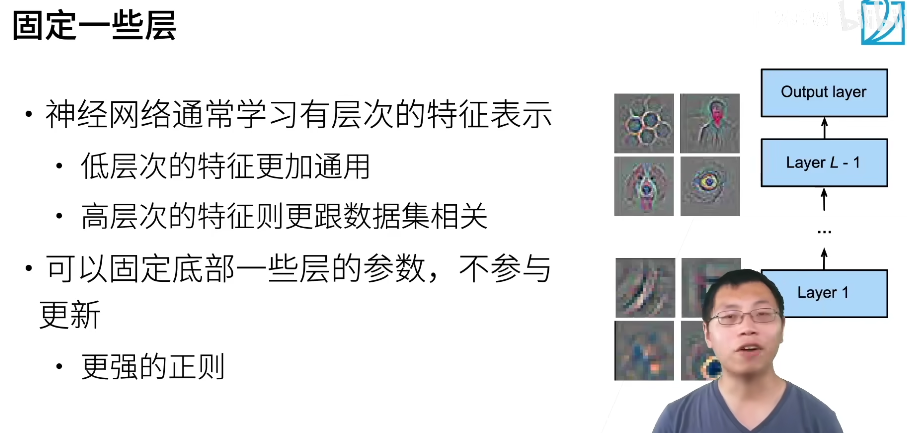 固定一些层
• 神经网络通常学习有层次的特征表示
• 低层次的特征更加通用
• 高层次的特征则更跟数据集相关
• 可以固定底部一些层的参数，不参与
更新
• 更强的正则
Output layer
Layer L - 1
...
Layer 1